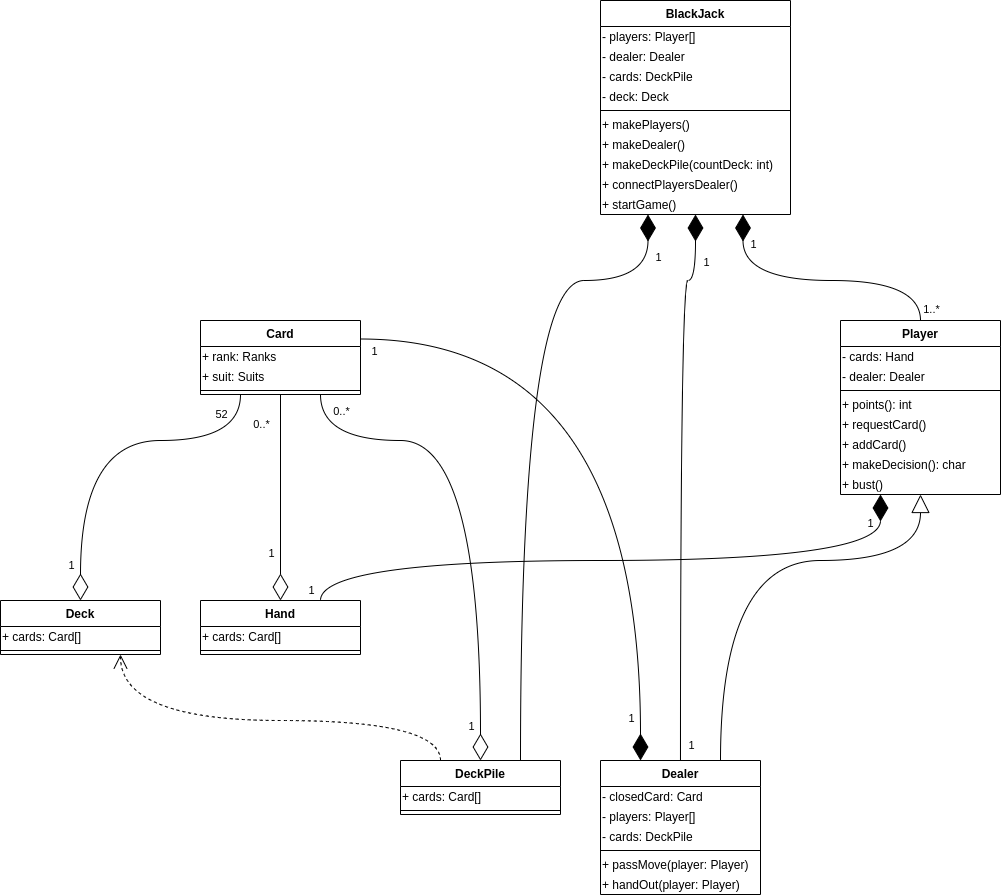 BlackJack
- players: Player[]
- dealer: Dealer
- cards: DeckPile
- deck: Deck
+ makePlayers()
+ makeDealer()
+ makeDeckPile(countDeck: int)
+ connectPlayersDealer()
+ startGame()
1
1
1
1..*
Card
+ rank: Ranks
+ suit: Suits
1
52
0..*
0..*
Player
- cards: Hand
- dealer: Dealer
+ points(): int
+ requestCard()
+ addCard()
+ makeDecision(): char
+ bust()
1
1
1
1
Deck
+ cards: Card[]
Hand
+ cards: Card[]
1
1
1
DeckPile
+ cards: Card[]
Dealer
- closedCard: Card
- players: Player[]
- cards: DeckPile
+ passMove(player: Player)
+ handOut(player: Player)